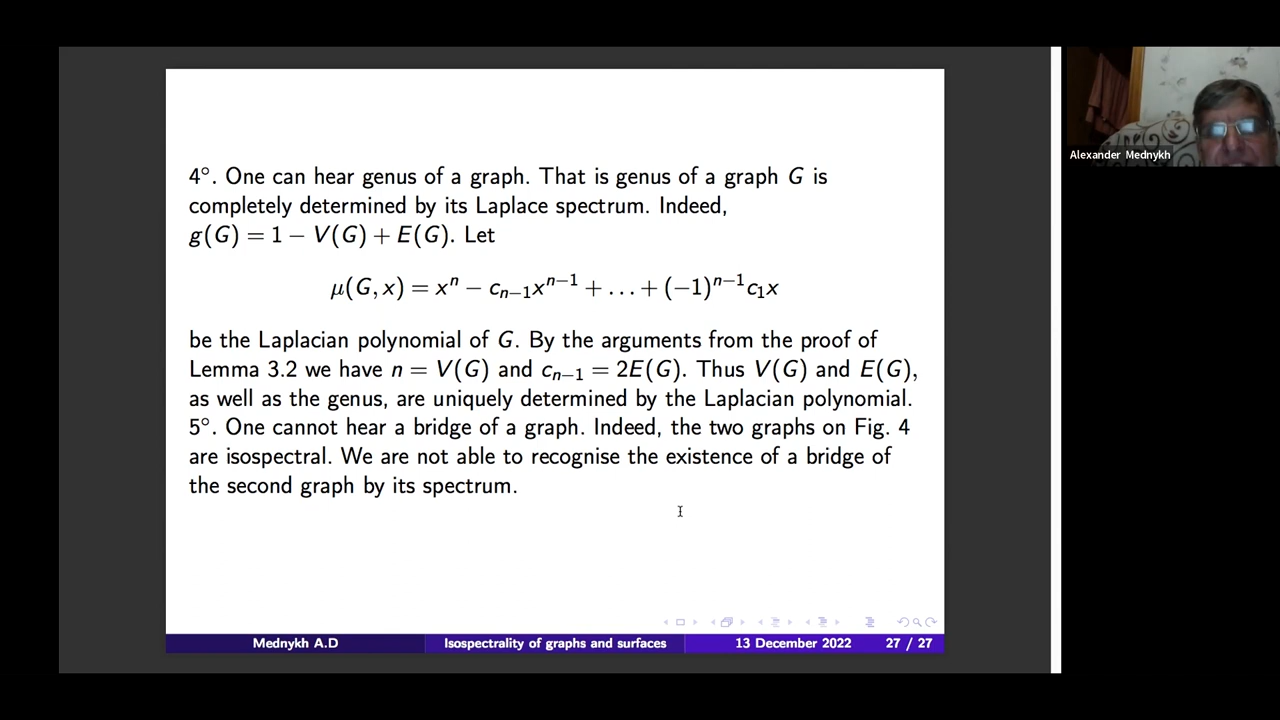 4°. One can hear genus of a graph. That is genus of a graph G is
completely determined by its Laplace spectrum. Indeed,
g(G) = 1 − V(G) + E(G). Let
μ(G, x) = xⁿ − cₙ₋₁xⁿ⁻¹ + … + (−1)ⁿ⁻¹c₁x
be the Laplacian polynomial of G. By the arguments from the proof of
Lemma 3.2 we have n = V(G) and cₙ₋₁ = 2E(G). Thus V(G) and E(G),
as well as the genus, are uniquely determined by the Laplacian polynomial.
5°. One cannot hear a bridge of a graph. Indeed, the two graphs on Fig. 4
are isospectral. We are not able to recognise the existence of a bridge of
the second graph by its spectrum.
Mednykh A.D Isospectrality of graphs and surfaces 13 December 2022 27 / 27
Alexander Mednykh